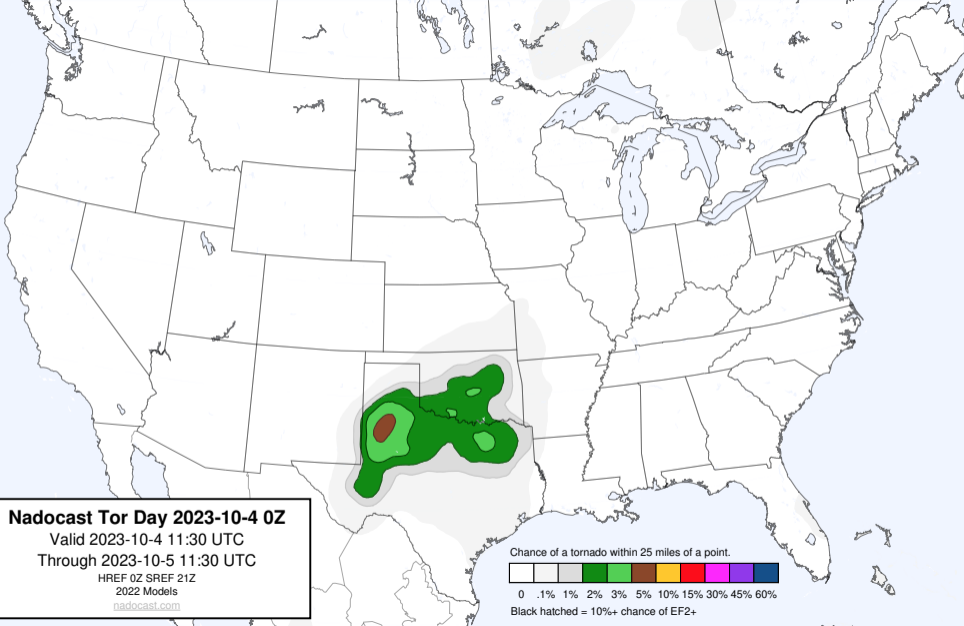 Nadocast Tor Day 2023-10-4 0Z
Valid 2023-10-4 11:30 UTC
Through 2023-10-5 11:30 UTC
HREF 0Z SREF 21Z
2022 Models
nadocast.com
Chance of a tornado within 25 miles of a point.
0 .1% 1% 2% 3% 5% 10% 15% 30% 45% 60%
Black hatched = 10%+ chance of EF2+